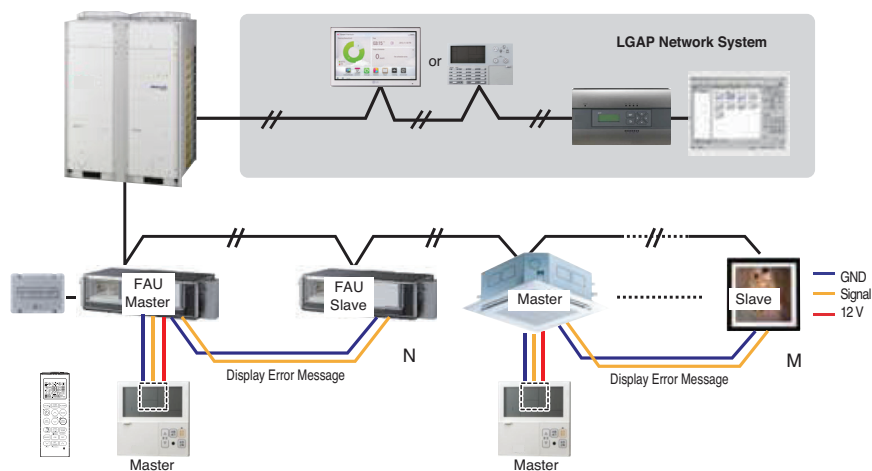 LGAP Network System
or
FAU
Master
FAU
Slave
Master
Slave
GND
Signal
12 V
N
M
Display Error Message
Display Error Message
Master
Master